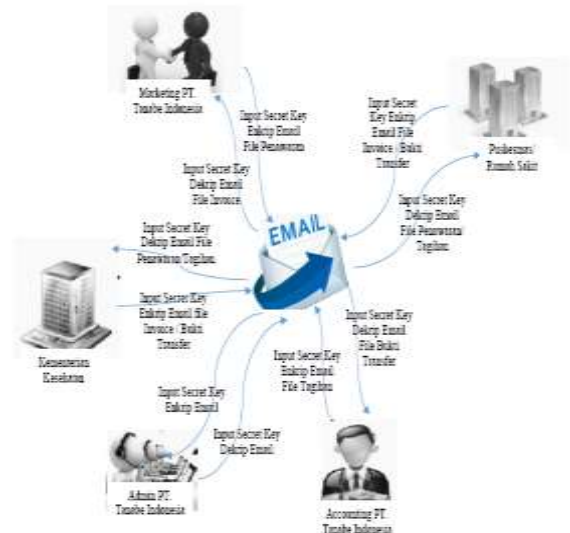 Marketing PT.
Tanabe Indonesia
Input Secret Key
Enkrip Email
File Penawaran
Input Secret Key
Dekrip Email
File Invoice
Input Secret
Key Enkrip
Email File
Invoice / Bukti
Transfer
Puskesmas/
Rumah Sakit
Input Secret Key
Dekrip Email
File Penawaran/
Tagihan
EMAIL
Input Secret Key
Dekrip Email File
Penawaran/Tagihan
Input Secret Key
Enkrip Email file
Invoice / Bukti
Transfer
Kementerian
Kesehatan
Input Secret Key
Dekrip Email
File Bukti
Transfer
Input Secret Key
Enkrip Email
File Tagihan
Input Secret Key
Enkrip Email
Input Secret Key
Dekrip Email
Admin PT.
Tanabe Indonesia
Accounting PT.
Tanabe Indonesia